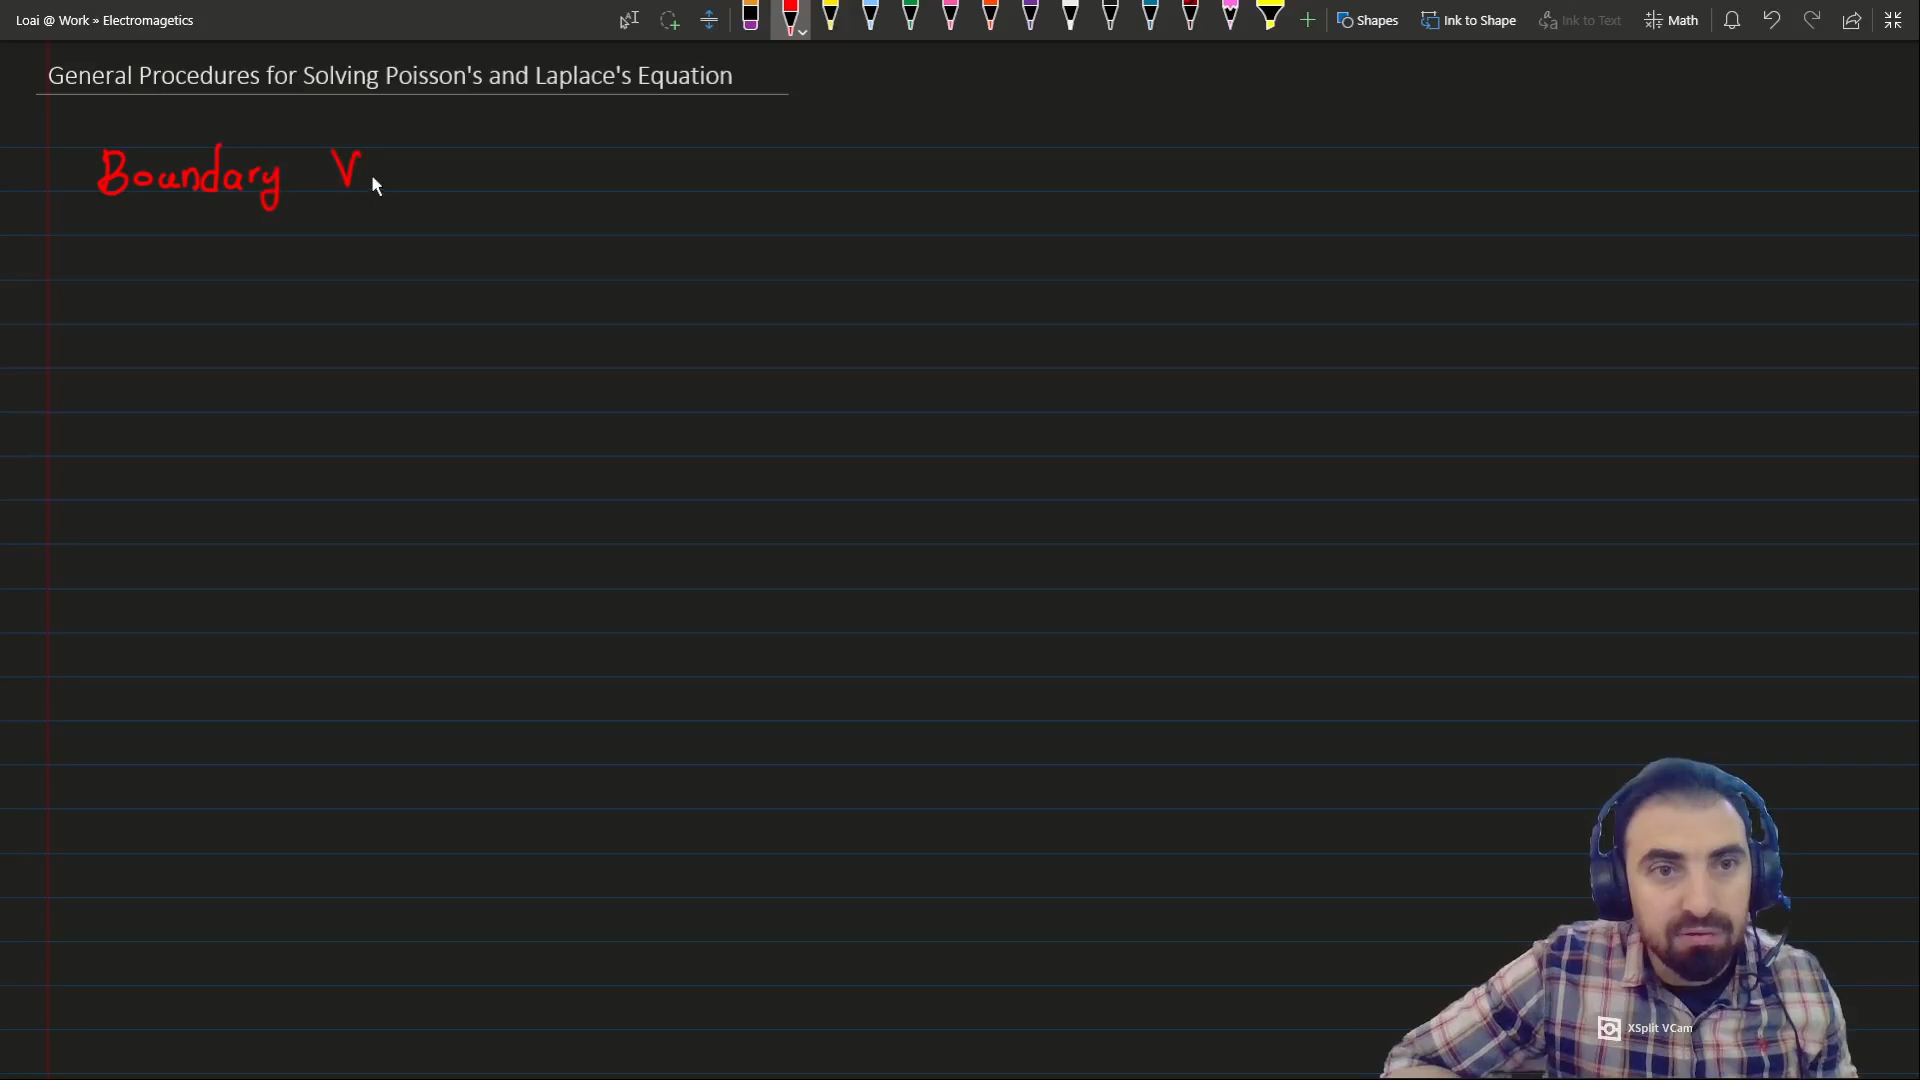 Loai @ Work » Electromagetics
Shapes Ink to Shape Ink to Text Math
General Procedures for Solving Poisson's and Laplace's Equation
Boundary V
XSplit VCam